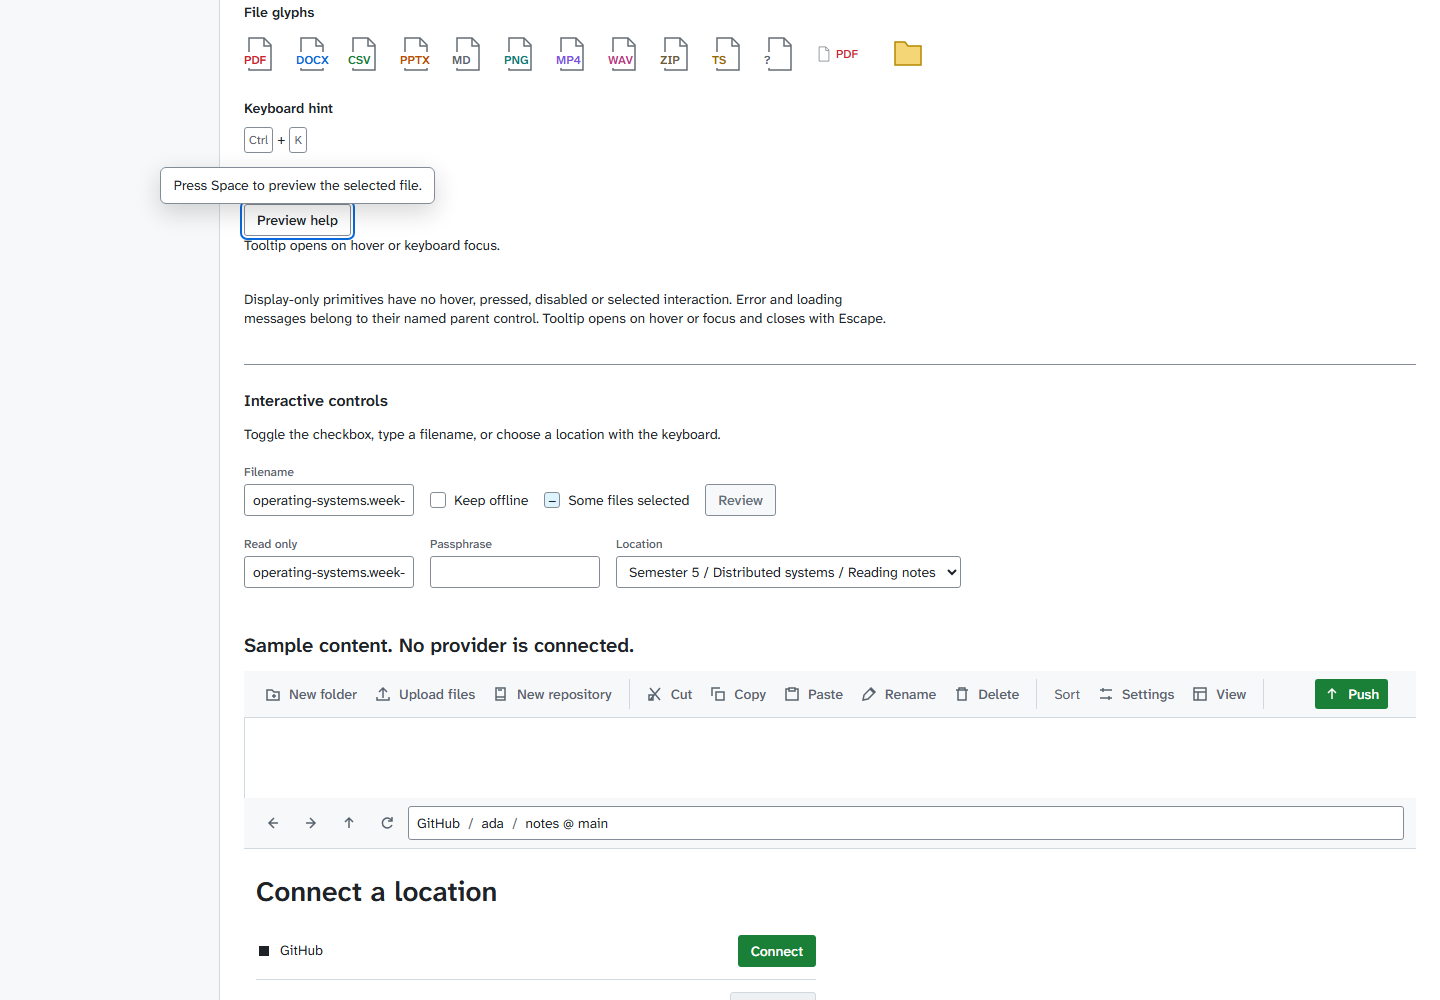 File glyphs
PDF DOCX CSV PPTX MD PNG MP4 WAV ZIP TS ? PDF
Keyboard hint
Ctrl + K
Press Space to preview the selected file.
Preview help
Tooltip opens on hover or keyboard focus.
Display-only primitives have no hover, pressed, disabled or selected interaction. Error and loading
messages belong to their named parent control. Tooltip opens on hover or focus and closes with Escape.
Interactive controls
Toggle the checkbox, type a filename, or choose a location with the keyboard.
Filename
operating-systems.week- Keep offline Some files selected Review
Read only Passphrase Location
operating-systems.week- Semester 5 / Distributed systems / Reading notes
Sample content. No provider is connected.
New folder Upload files New repository Cut Copy Paste Rename Delete Sort Settings View Push
GitHub / ada / notes @ main
Connect a location
GitHub Connect